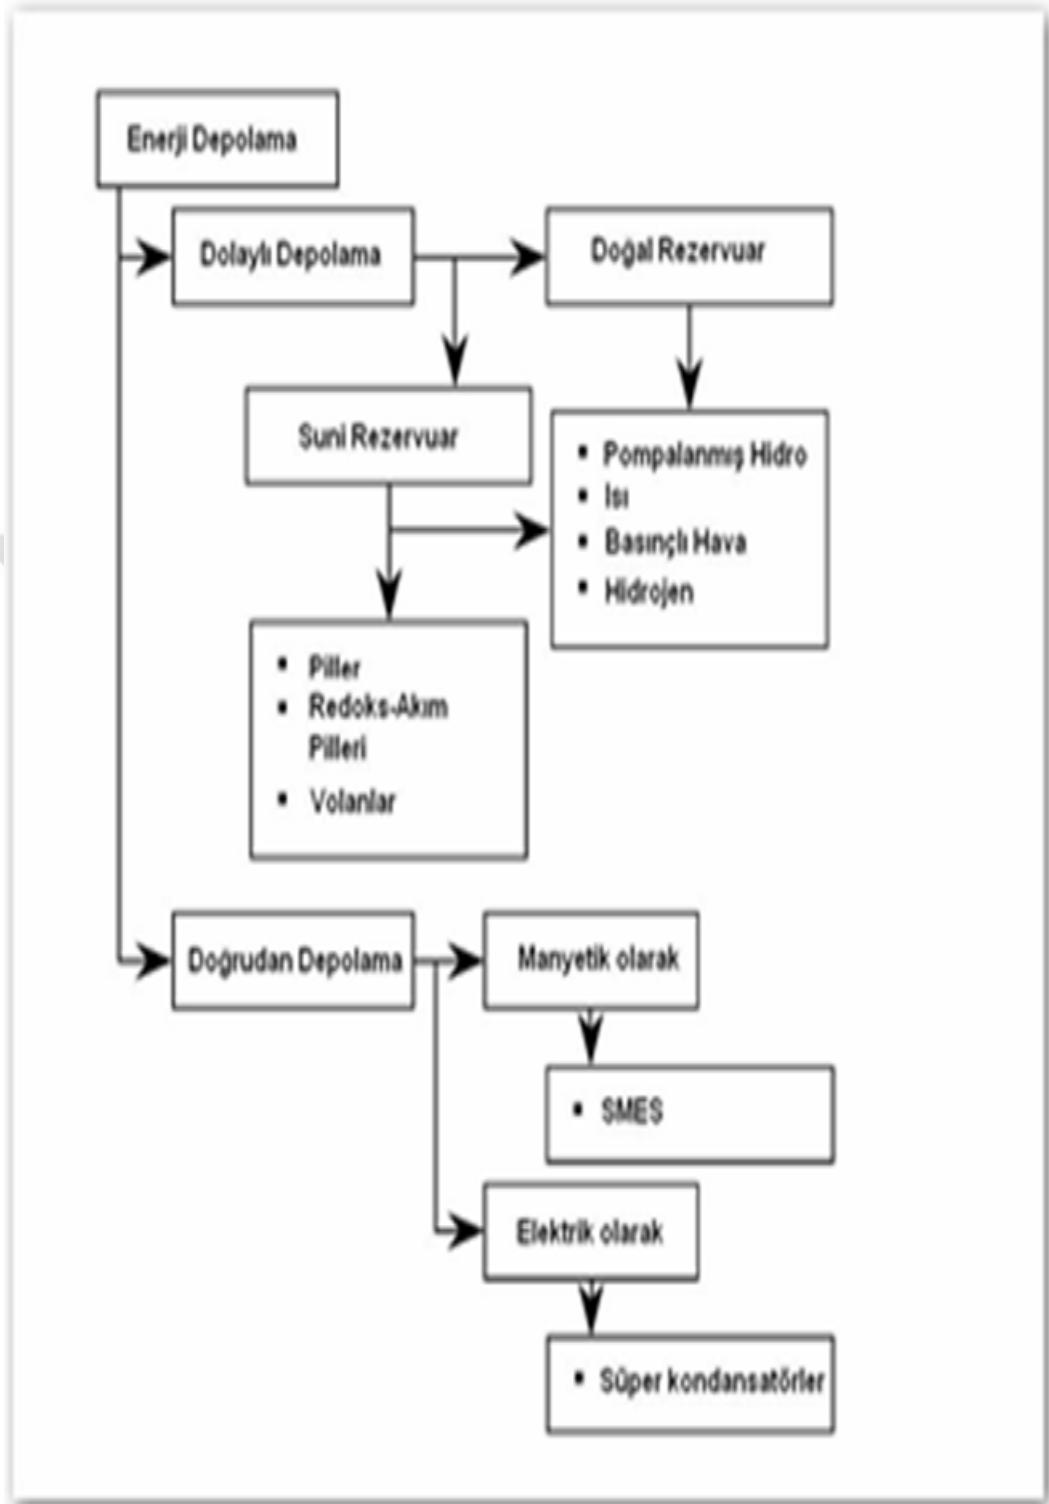 Enerji Depolama
Dolaylı Depolama
Doğal Rezervuar
Suni Rezervuar
▪ Pompalanmış Hidro
▪ Isı
▪ Basınçlı Hava
▪ Hidrojen
▪ Piller
▪ Redoks-Akım
Pilleri
▪ Volanlar
Doğrudan Depolama
Manyetik olarak
▪ SMES
Elektrik olarak
▪ Süper kondansatörler